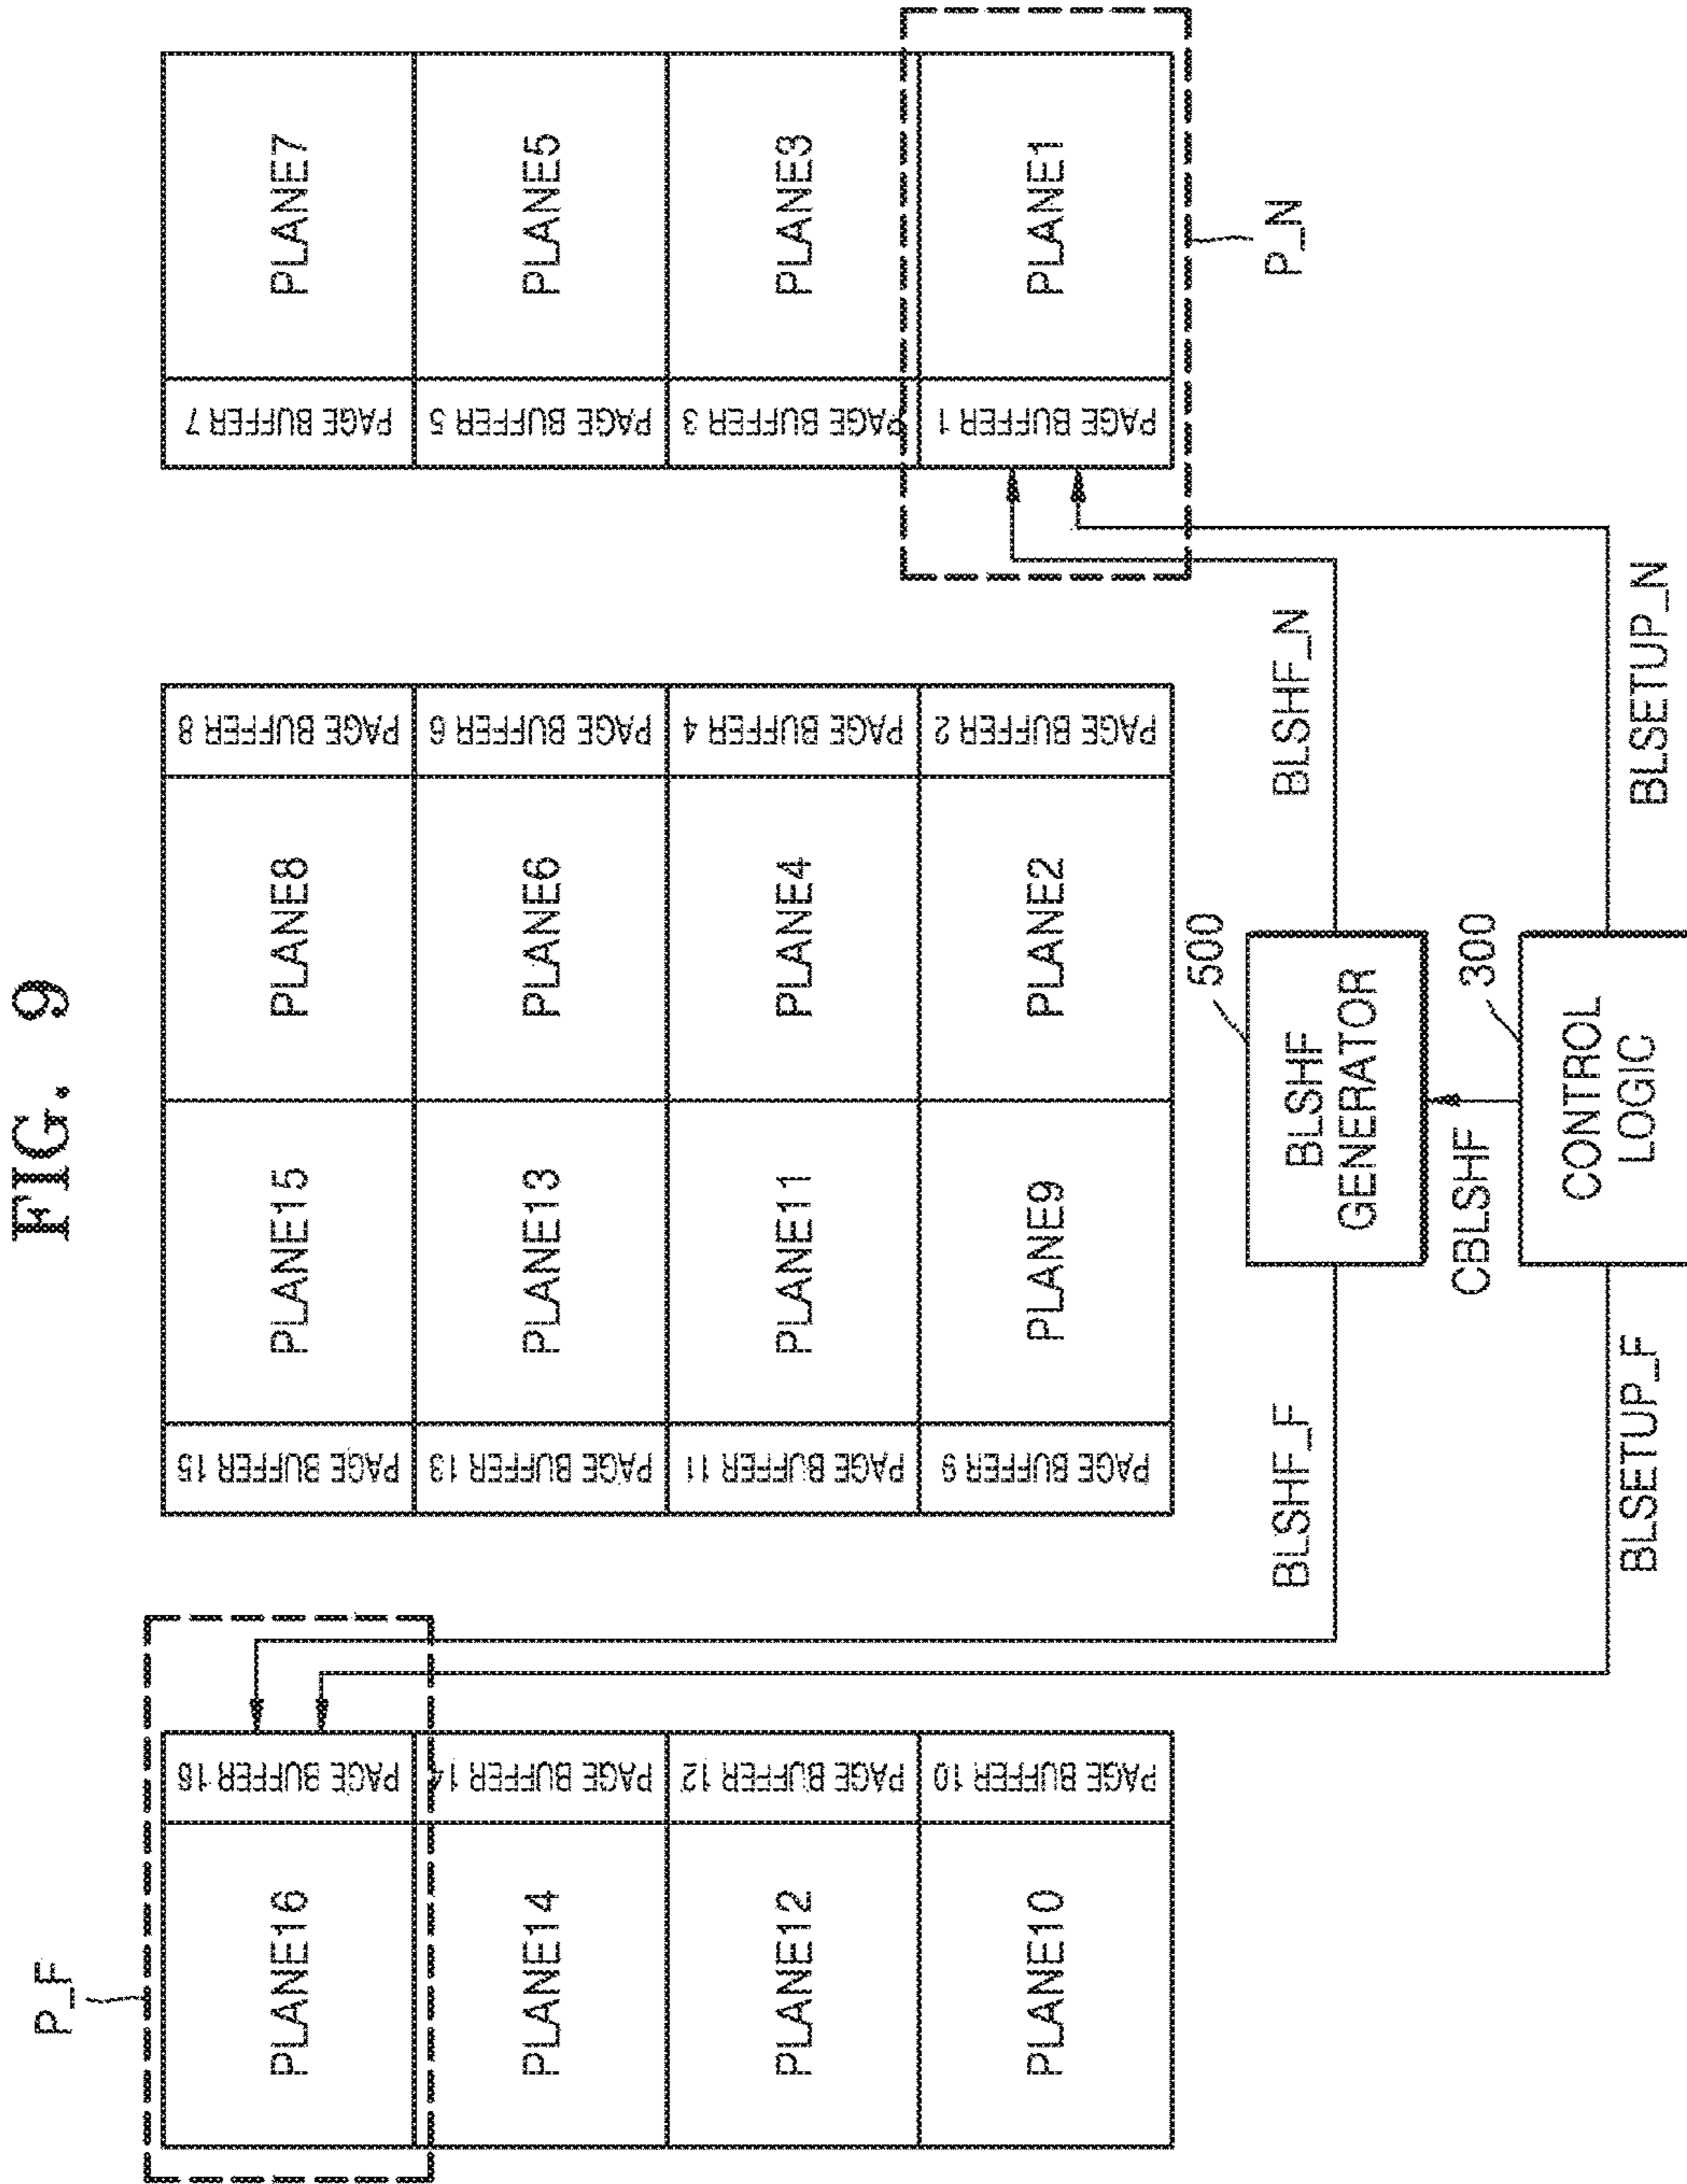 FIG. 9
P_F
PLANE16
PAGE BUFFER 16
PAGE BUFFER 15
PLANE15
PLANE8
PAGE BUFFER 8
PAGE BUFFER 7
PLANE7
PLANE14
PAGE BUFFER 14
PAGE BUFFER 13
PLANE13
PLANE6
PAGE BUFFER 6
PAGE BUFFER 5
PLANE5
PLANE12
PAGE BUFFER 12
PAGE BUFFER 11
PLANE11
PLANE4
PAGE BUFFER 4
PAGE BUFFER 3
PLANE3
PLANE10
PAGE BUFFER 10
PAGE BUFFER 9
PLANE9
PLANE2
PAGE BUFFER 2
PAGE BUFFER 1
PLANE1
P_N
500
BLSHF_F
BLSHF
GENERATOR
BLSHF_N
CBLSHF
300
BLSETUP_F
CONTROL
LOGIC
BLSETUP_N